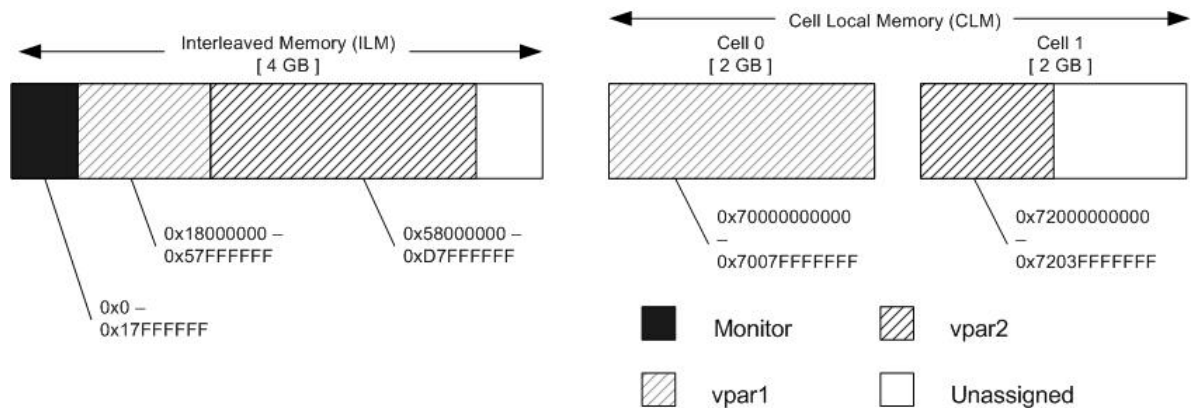 Interleaved Memory (ILM)
[ 4 GB ]
Cell Local Memory (CLM)
Cell 0
[ 2 GB ]
Cell 1
[ 2 GB ]
0x18000000 –
0x57FFFFFF
0x58000000 –
0xD7FFFFFF
0x0 –
0x17FFFFFF
0x70000000000
–
0x7007FFFFFFF
0x72000000000
–
0x7203FFFFFFF
Monitor
vpar2
vpar1
Unassigned